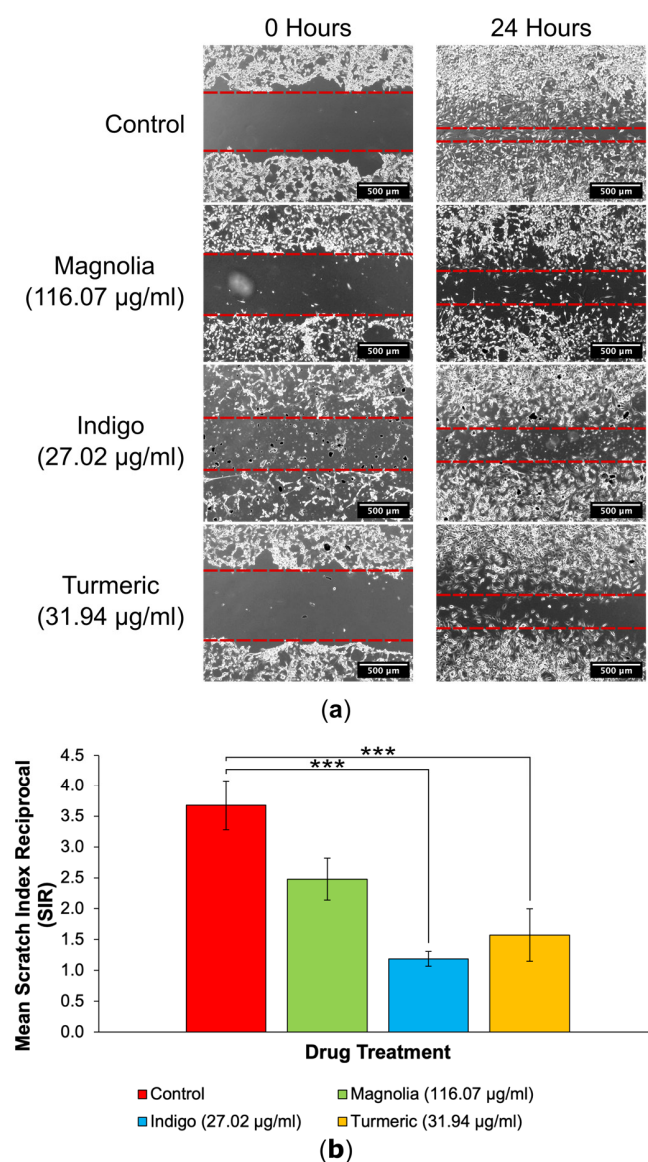 0 Hours
24 Hours
Control
500 µm
500 µm
Magnolia
(116.07 µg/ml)
500 µm
500 µm
Indigo
(27.02 µg/ml)
500 µm
500 µm
Turmeric
(31.94 µg/ml)
500 µm
500 µm
(a)
Mean Scratch Index Reciprocal
(SIR)
4.5
4.0
3.5
3.0
2.5
2.0
1.5
1.0
0.5
0.0
***
***
Drug Treatment
Control
Magnolia (116.07 µg/ml)
Indigo (27.02 µg/ml)
Turmeric (31.94 µg/ml)
(b)